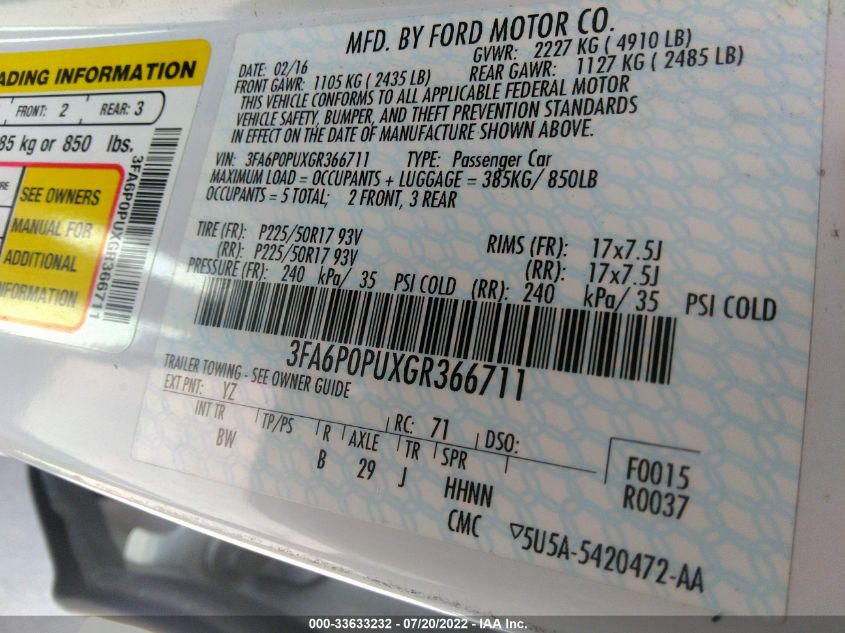 MFD. BY FORD MOTOR CO.
02/16 GVWR: 2227 KG ( 4910 LB)
FRONT GAWR: 1105 KG ( 2435 LB) REAR GAWR: 1127 KG ( 2485 LB)
THIS VEHICLE CONFORMS TO ALL APPLICABLE FEDERAL MOTOR
VEHICLE SAFETY, BUMPER, AND THEFT PREVENTION STANDARDS
IN EFFECT ON THE DATE OF MANUFACTURE SHOWN ABOVE.
VIN: 3FA6P0PUXGR366711 TYPE: Passenger Car
MAXIMUM LOAD = OCCUPANTS + LUGGAGE = 385KG/ 850LB
OCCUPANTS = 5 TOTAL; 2 FRONT, 3 REAR
TIRE (FR): P225/50R17 93V RIMS (FR): 17x7.5J
(RR): P225/50R17 93V (RR): 17x7.5J
PRESSURE (FR): 240 kPa/ 35 PSI COLD (RR): 240 kPa/ 35 PSI COLD
3FA6P0PUXGR366711
TRAILER TOWING - SEE OWNER GUIDE
EXT PNT: YZ RC: 71 DSO:
INT TR TP/PS R AXLE TR SPR
BW B 29 J HHNN
CMC
F0015
R0037
5U5A-5420472-AA
ADING INFORMATION
FRONT: 2 REAR: 3
85 kg or 850 lbs.
SEE OWNERS
MANUAL FOR
ADDITIONAL
INFORMATION
3FA6P0PUXGR366711
000-33633232 - 07/20/2022 - IAA Inc.